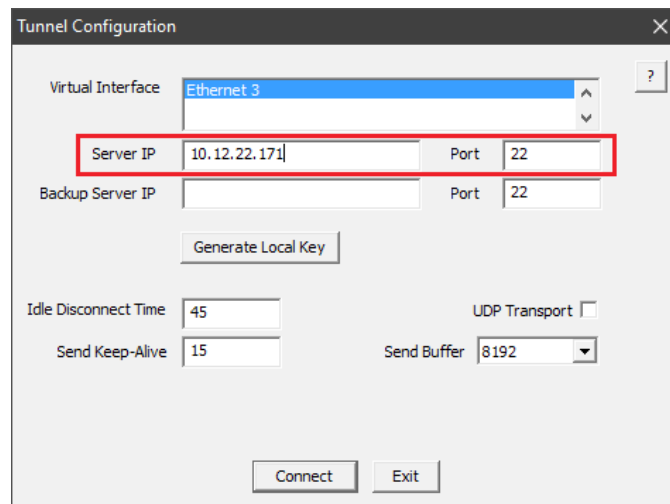 Tunnel Configuration
?
Virtual Interface Ethernet 3
Server IP 10.12.22.171 Port 22
Backup Server IP Port 22
Generate Local Key
Idle Disconnect Time 45 UDP Transport
Send Keep-Alive 15 Send Buffer 8192
Connect Exit